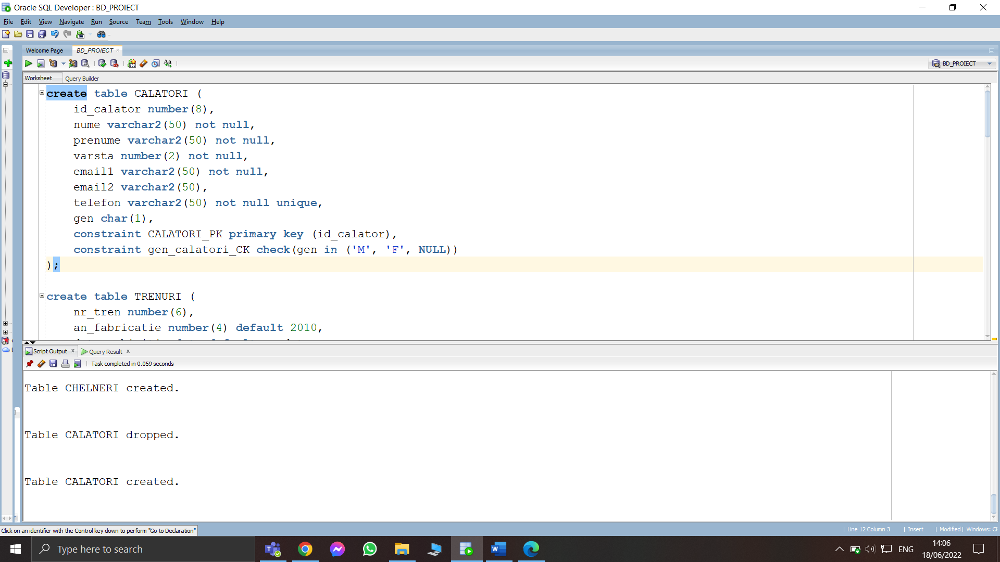 Oracle SQL Developer : BD_PROIECT
File Edit View Navigate Run Source Team Tools Window Help
Welcome Page BD_PROIECT
BD_PROIECT
Worksheet Query Builder
create table CALATORI (
id_calator number(8),
nume varchar2(50) not null,
prenume varchar2(50) not null,
varsta number(2) not null,
email1 varchar2(50) not null,
email2 varchar2(50),
telefon varchar2(50) not null unique,
gen char(1),
constraint CALATORI_PK primary key (id_calator),
constraint gen_calatori_CK check(gen in ('M', 'F', NULL))
);
create table TRENURI (
nr_tren number(6),
an_fabricatie number(4) default 2010,
Script Output x Query Result x
Task completed in 0.059 seconds
Table CHELNERI created.
Table CALATORI dropped.
Table CALATORI created.
Click on an identifier with the Control key down to perform "Go to Declaration"
Line 12 Column 3 Insert Modified Windows: CF
Type here to search
ENG
14:06
18/06/2022